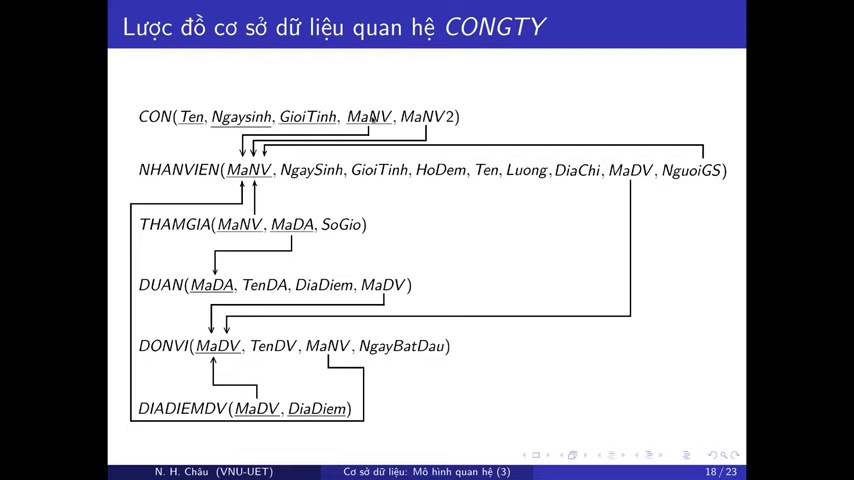 Lược đồ cơ sở dữ liệu quan hệ CONGTY
CON(Ten, Ngaysinh, GioiTinh, MaNV, MaNV2)
NHANVIEN(MaNV, NgaySinh, GioiTinh, HoDem, Ten, Luong, DiaChi, MaDV, NguoiGS)
THAMGIA(MaNV, MaDA, SoGio)
DUAN(MaDA, TenDA, DiaDiem, MaDV)
DONVI(MaDV, TenDV, MaNV, NgayBatDau)
DIADIEMDV(MaDV, DiaDiem)
N. H. Châu (VNU-UET) Cơ sở dữ liệu: Mô hình quan hệ (3) 18 / 23